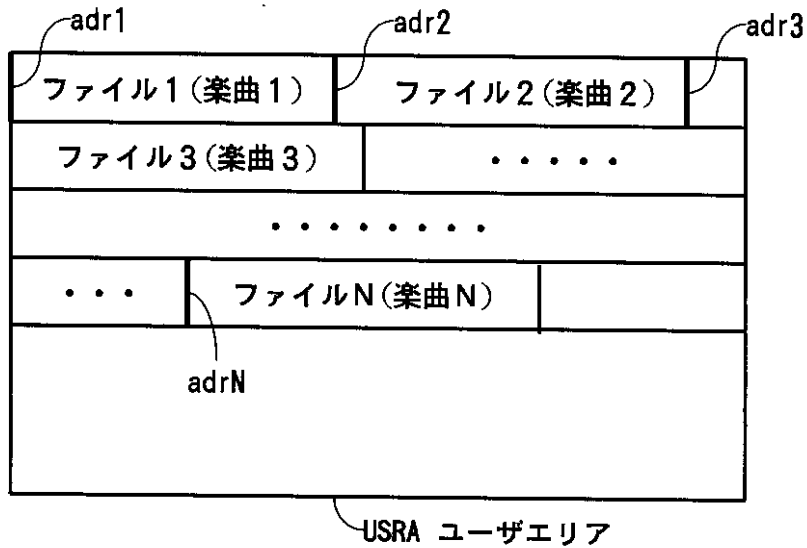 adr1 adr2 adr3
ファイル1(楽曲1) ファイル2(楽曲2)
ファイル3(楽曲3) ・・・・・
・・・・・・・・・
・・・ ファイルN(楽曲N)
adrN
USRA ユーザエリア